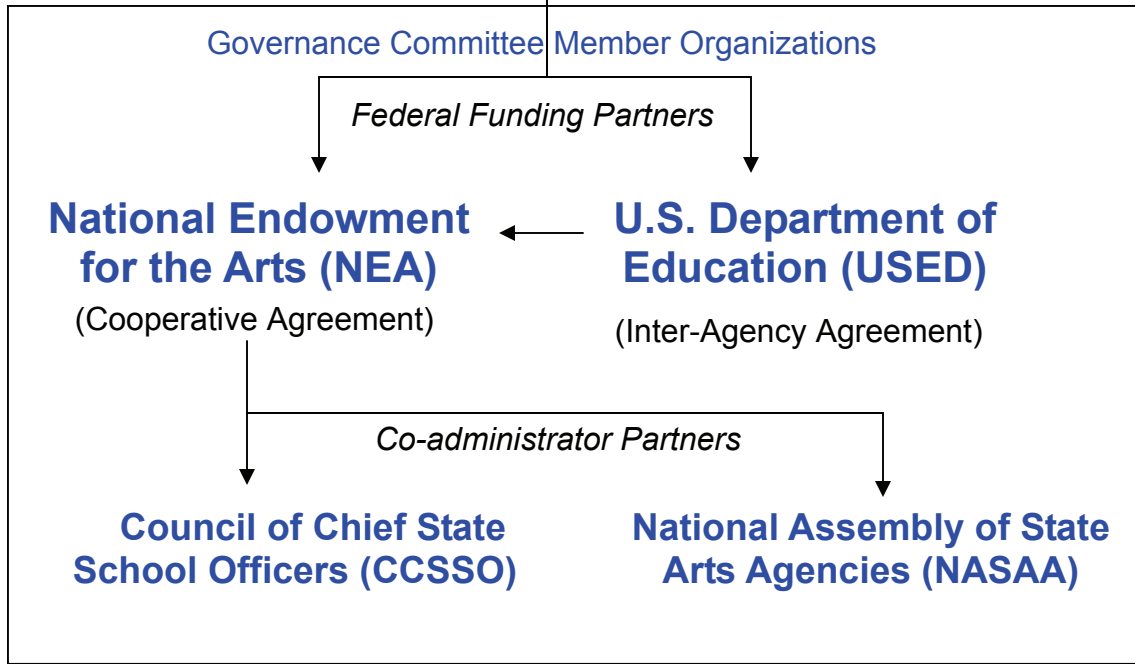 Governance Committee Member Organizations
Federal Funding Partners
National Endowment
for the Arts (NEA)
(Cooperative Agreement)
U.S. Department of
Education (USED)
(Inter-Agency Agreement)
Co-administrator Partners
Council of Chief State
School Officers (CCSSO)
National Assembly of State
Arts Agencies (NASAA)